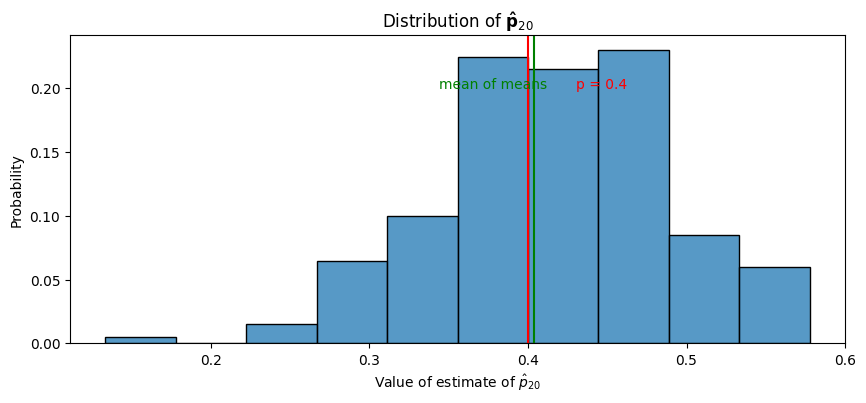 Distribution of p̂₂₀
Probability
0.20
0.15
0.10
0.05
0.00
mean of means
p = 0.4
0.2 0.3 0.4 0.5 0.6
Value of estimate of p̂₂₀